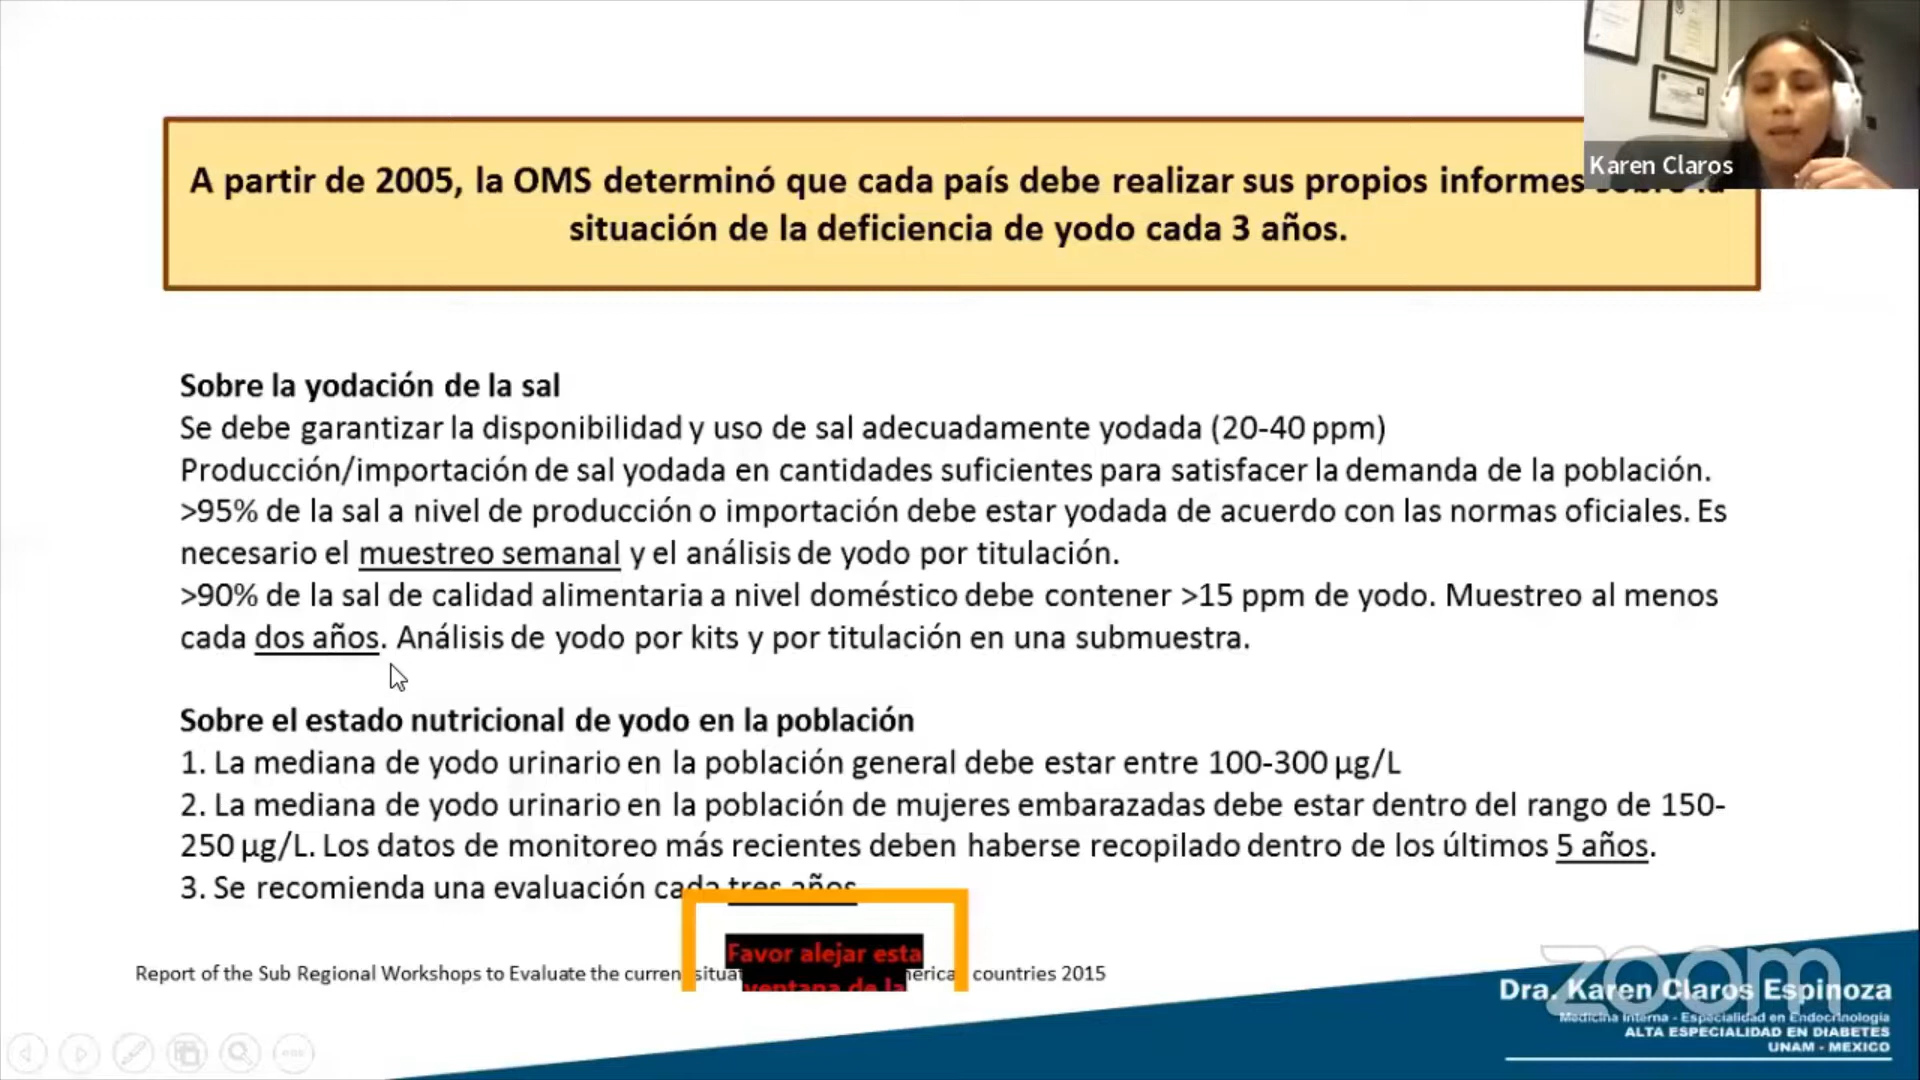 A partir de 2005, la OMS determinó que cada país debe realizar sus propios informes
situación de la deficiencia de yodo cada 3 años.
Karen Claros
Sobre la yodación de la sal
Se debe garantizar la disponibilidad y uso de sal adecuadamente yodada (20-40 ppm)
Producción/importación de sal yodada en cantidades suficientes para satisfacer la demanda de la población.
>95% de la sal a nivel de producción o importación debe estar yodada de acuerdo con las normas oficiales. Es
necesario el muestreo semanal y el análisis de yodo por titulación.
>90% de la sal de calidad alimentaria a nivel doméstico debe contener >15 ppm de yodo. Muestreo al menos
cada dos años. Análisis de yodo por kits y por titulación en una submuestra.
Sobre el estado nutricional de yodo en la población
1. La mediana de yodo urinario en la población general debe estar entre 100-300 µg/L
2. La mediana de yodo urinario en la población de mujeres embarazadas debe estar dentro del rango de 150-
250 µg/L. Los datos de monitoreo más recientes deben haberse recopilado dentro de los últimos 5 años.
3. Se recomienda una evaluación cada tres años
Favor alejar esta
ventana de la
Report of the Sub Regional Workshops to Evaluate the curren countries 2015
zoom
Dra. Karen Claros Espinoza
Medicina Interna - Especialidad en Endocrinología
ALTA ESPECIALIDAD EN DIABETES
UNAM - MEXICO